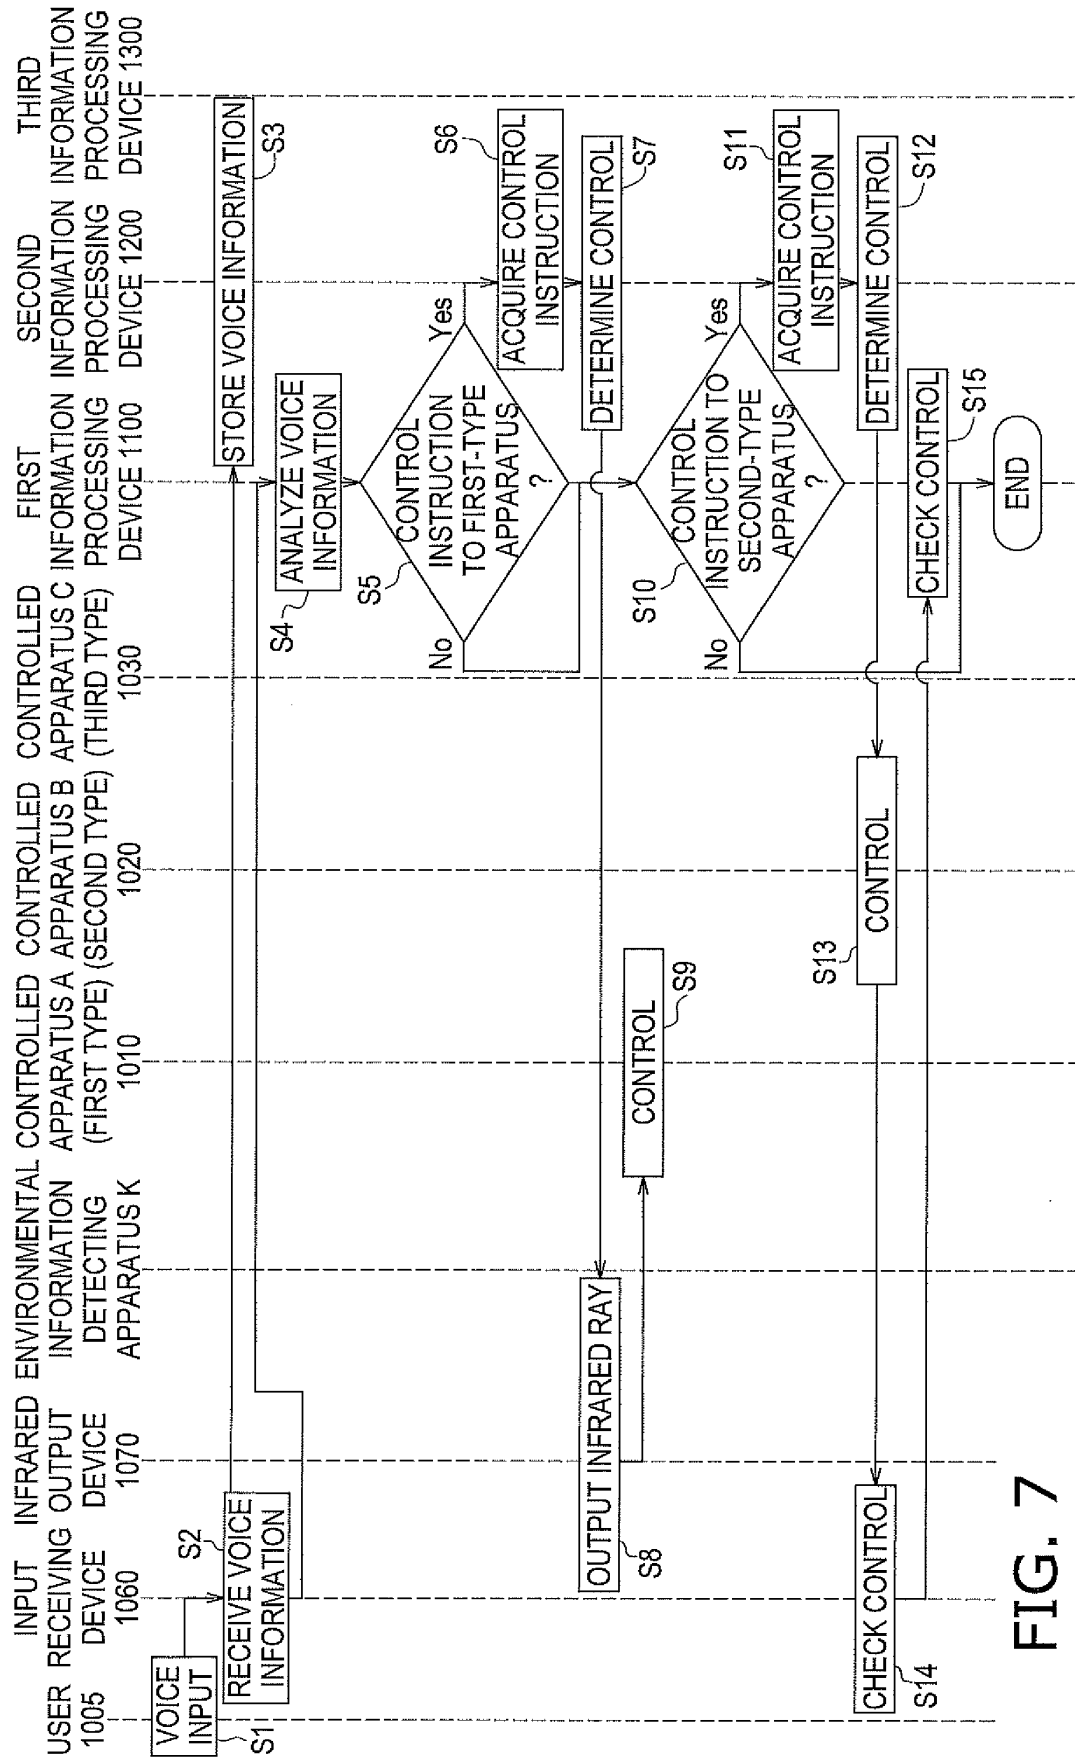 USER
1005
INPUT
RECEIVING
DEVICE
1060
INFRARED
OUTPUT
DEVICE
1070
ENVIRONMENTAL
INFORMATION
DETECTING
APPARATUS K
CONTROLLED
APPARATUS A
(FIRST TYPE)
1010
CONTROLLED
APPARATUS B
(SECOND TYPE)
1020
CONTROLLED
APPARATUS C
(THIRD TYPE)
1030
FIRST
INFORMATION
PROCESSING
DEVICE 1100
SECOND
INFORMATION
PROCESSING
DEVICE 1200
THIRD
INFORMATION
PROCESSING
DEVICE 1300
VOICE
INPUT
S1
S2
RECEIVE VOICE
INFORMATION
STORE VOICE INFORMATION
S3
ANALYZE VOICE
INFORMATION
S4
S5
CONTROL
INSTRUCTION
TO FIRST-TYPE
APPARATUS
?
No
Yes
S6
ACQUIRE CONTROL
INSTRUCTION
DETERMINE CONTROL
S7
OUTPUT INFRARED RAY
S8
CONTROL
S9
S10
CONTROL
INSTRUCTION TO
SECOND-TYPE
APPARATUS
?
No
Yes
S11
ACQUIRE CONTROL
INSTRUCTION
DETERMINE CONTROL
S12
S13
CONTROL
CHECK CONTROL
S14
CHECK CONTROL
S15
END
FIG. 7